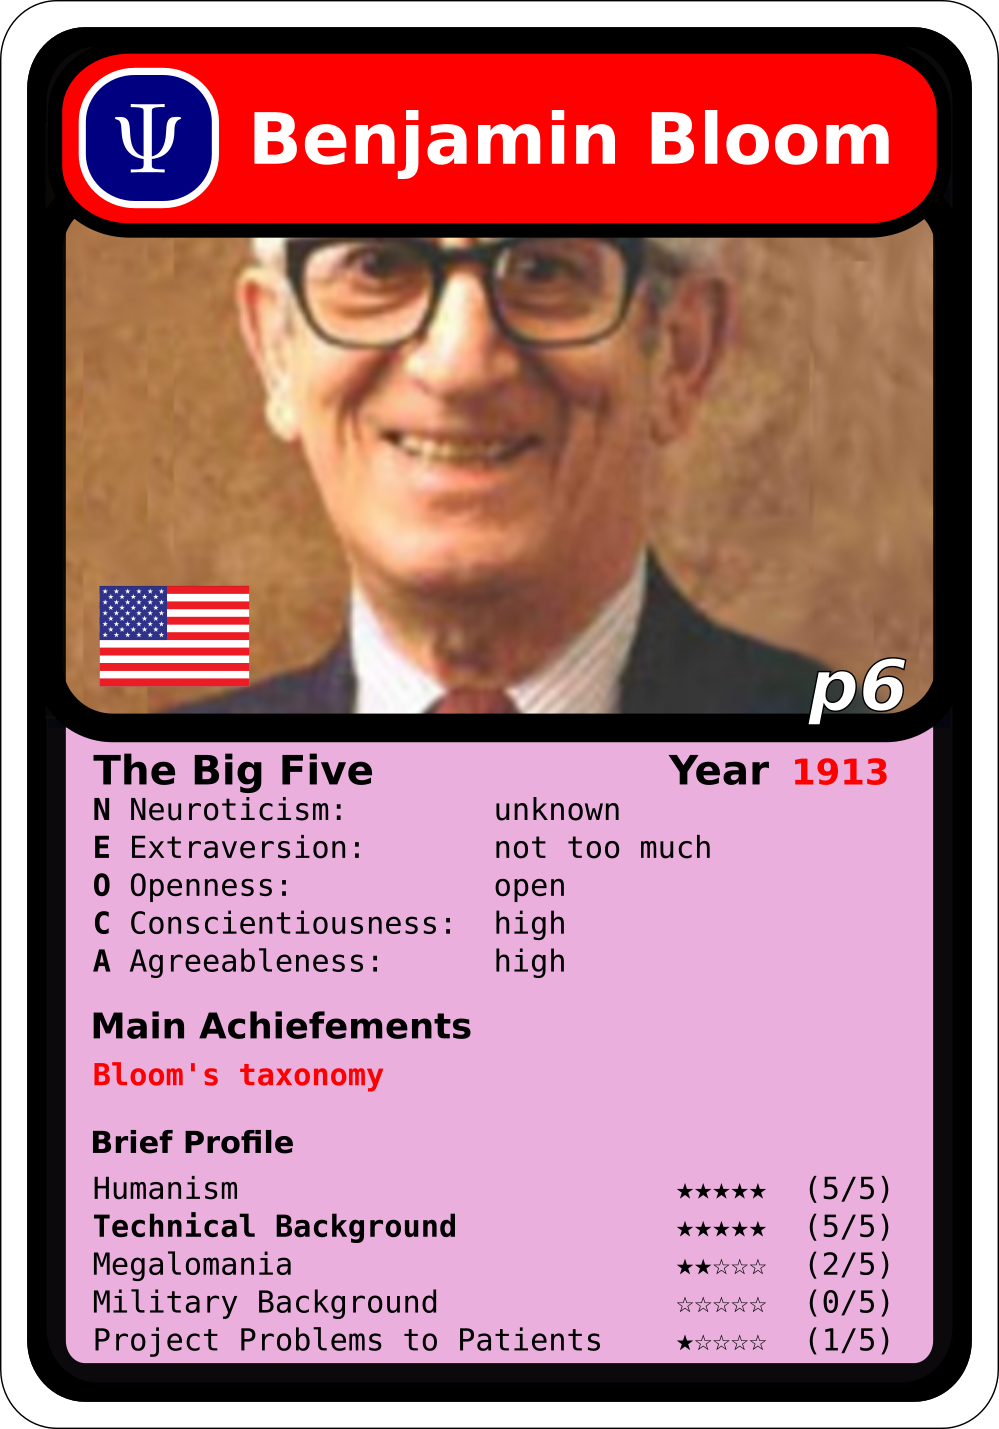 Ψ Benjamin Bloom
p6
The Big Five Year 1913
N Neuroticism: unknown
E Extraversion: not too much
O Openness: open
C Conscientiousness: high
A Agreeableness: high
Main Achiefements
Bloom's taxonomy
Brief Profile
Humanism ★★★★★ (5/5)
Technical Background ★★★★★ (5/5)
Megalomania ★★☆☆☆ (2/5)
Military Background ☆☆☆☆☆ (0/5)
Project Problems to Patients ★☆☆☆☆ (1/5)